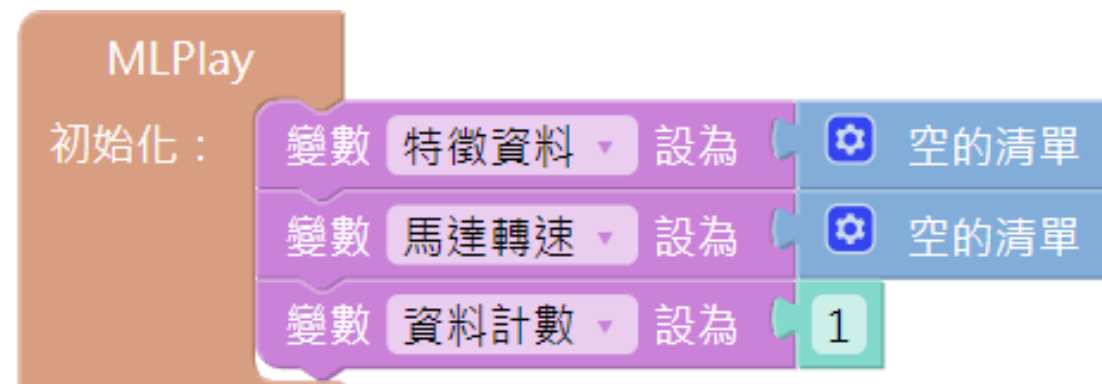 MLPlay
初始化： 變數 特徵資料 設為 空的清單
變數 馬達轉速 設為 空的清單
變數 資料計數 設為 1